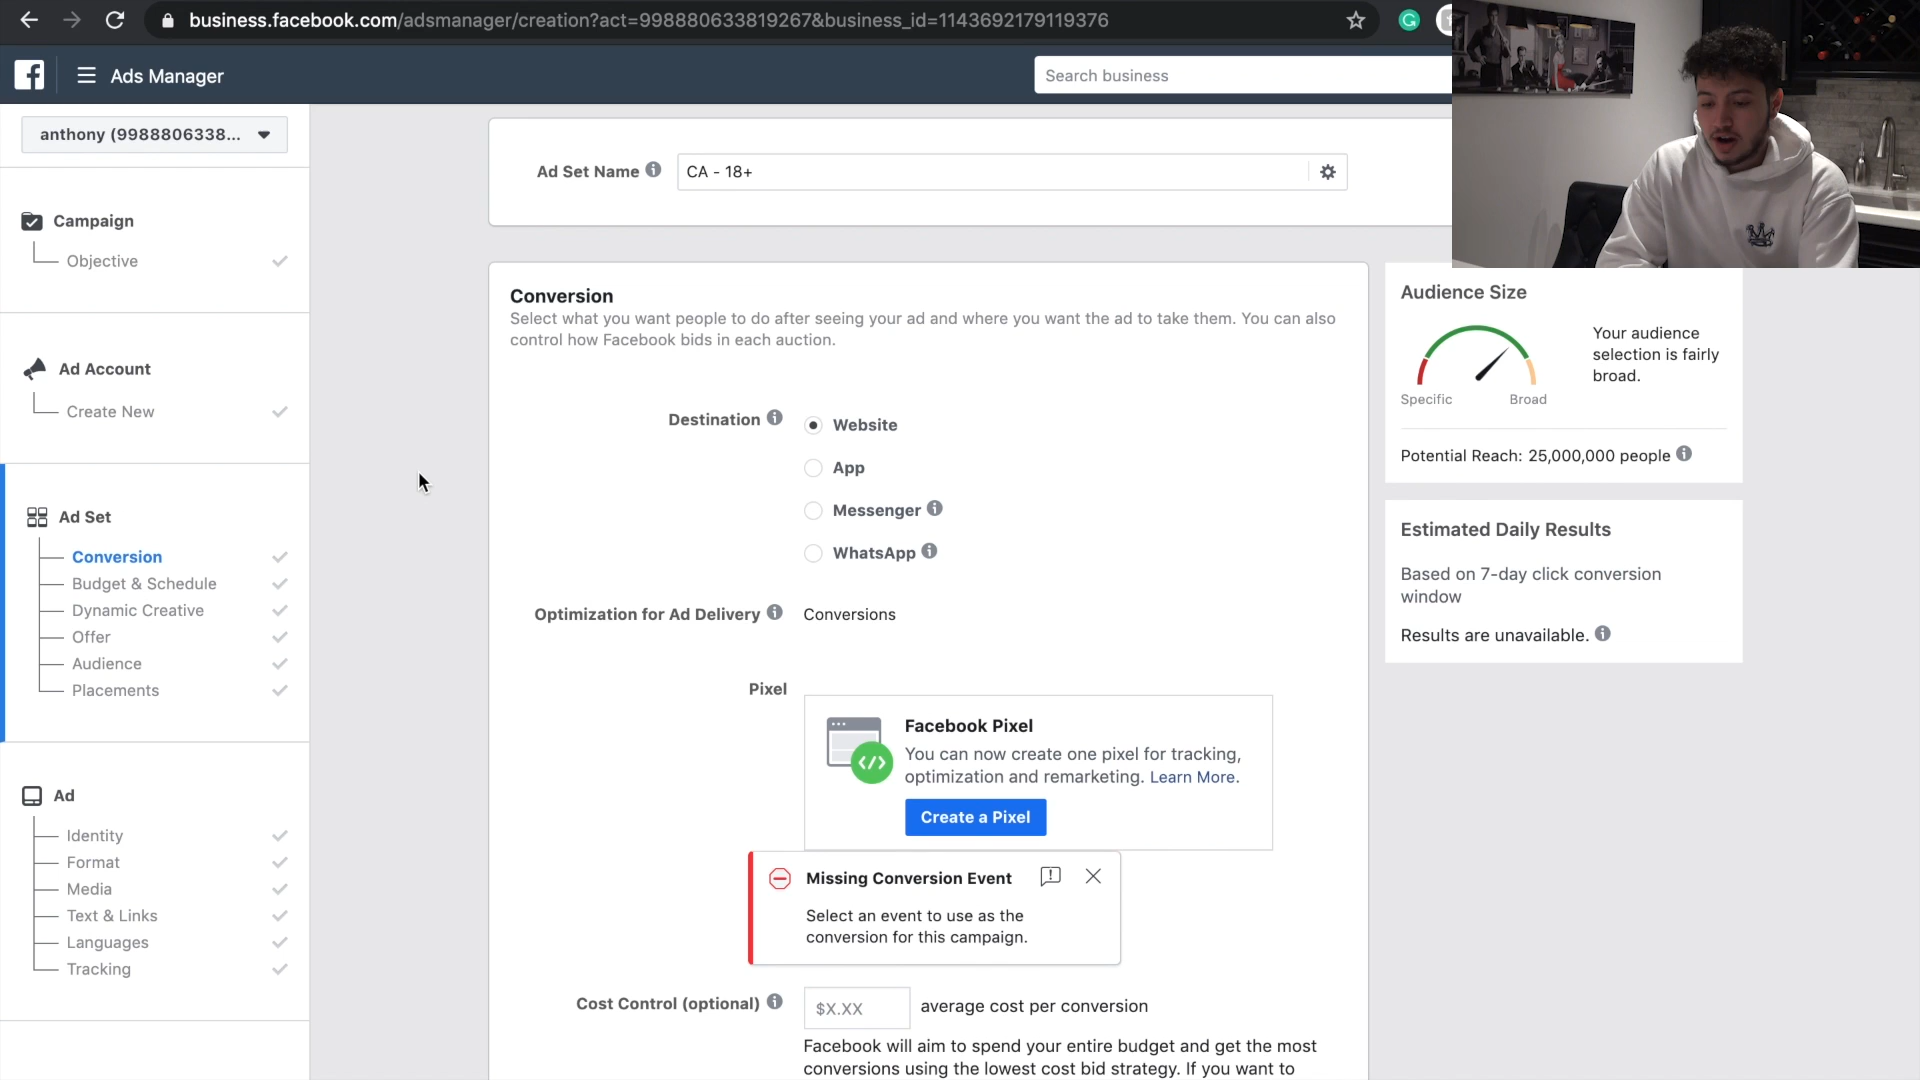 business.facebook.com/adsmanager/creation?act=998880633819267&business_id=1143692179119376
Ads Manager
Search business
anthony (9988806338...
Ad Set Name
CA - 18+
Campaign
Objective
Ad Account
Create New
Ad Set
Conversion
Budget & Schedule
Dynamic Creative
Offer
Audience
Placements
Ad
Identity
Format
Media
Text & Links
Languages
Tracking
Conversion
Select what you want people to do after seeing your ad and where you want the ad to take them. You can also
control how Facebook bids in each auction.
Destination
Website
App
Messenger
WhatsApp
Optimization for Ad Delivery
Conversions
Pixel
Facebook Pixel
You can now create one pixel for tracking,
optimization and remarketing. Learn More.
Create a Pixel
Missing Conversion Event
Select an event to use as the
conversion for this campaign.
Cost Control (optional)
$X.XX
average cost per conversion
Facebook will aim to spend your entire budget and get the most
conversions using the lowest cost bid strategy. If you want to
Audience Size
Your audience
selection is fairly
broad.
Specific
Broad
Potential Reach: 25,000,000 people
Estimated Daily Results
Based on 7-day click conversion
window
Results are unavailable.